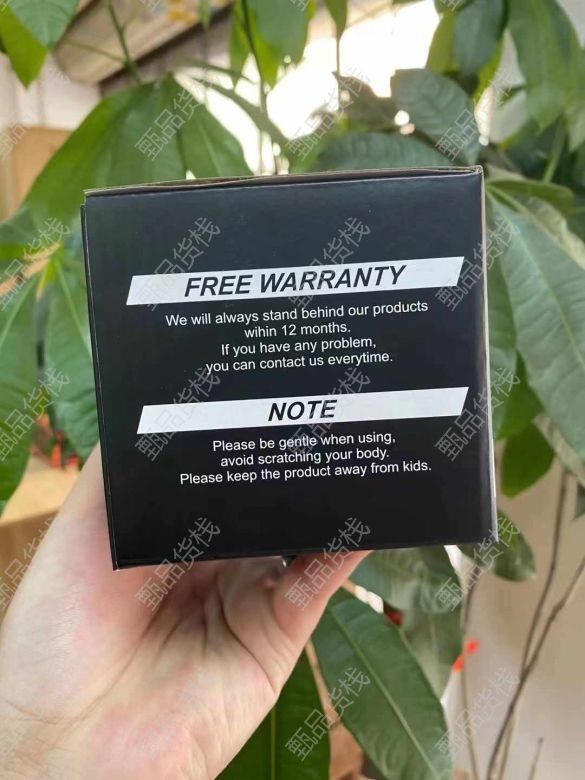 FREE WARRANTY
We will always stand behind our products
wihin 12 months.
If you have any problem,
you can contact us everytime.
NOTE
Please be gentle when using,
avoid scratching your body.
Please keep the product away from kids.
甄品货栈